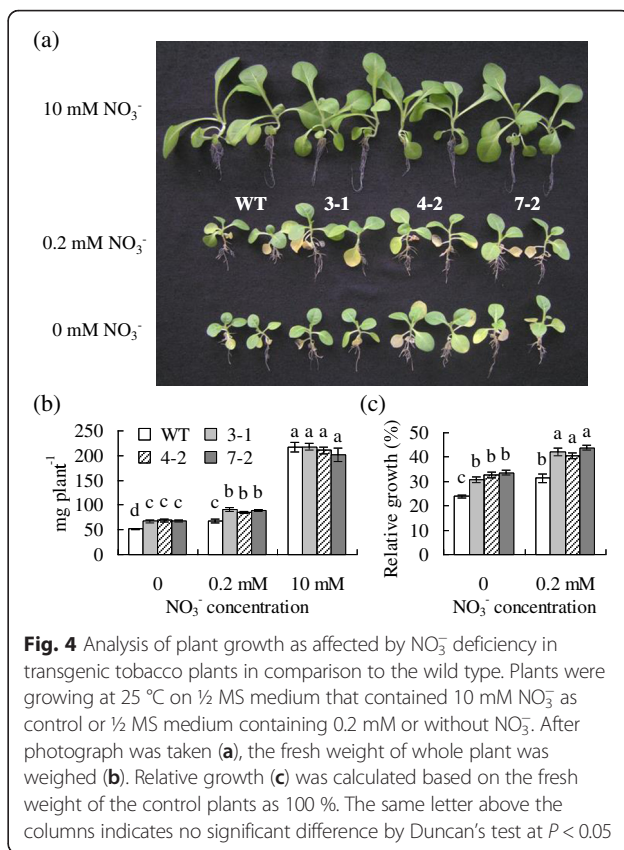 (a)
10 mM NO₃⁻
WT 3-1 4-2 7-2
0.2 mM NO₃⁻
0 mM NO₃⁻
(b)
WT 3-1
4-2 7-2
mg plant⁻¹
250
200
150
100
50
0
d c c c
c b b b
a a a a
0 0.2 mM 10 mM
NO₃⁻ concentration
(c)
Relative growth (%)
50
40
30
20
10
0
c b b b
b a a a
0 0.2 mM
NO₃⁻ concentration
Fig. 4 Analysis of plant growth as affected by NO₃⁻ deficiency in
transgenic tobacco plants in comparison to the wild type. Plants were
growing at 25 °C on ½ MS medium that contained 10 mM NO₃⁻ as
control or ½ MS medium containing 0.2 mM or without NO₃⁻. After
photograph was taken (a), the fresh weight of whole plant was
weighed (b). Relative growth (c) was calculated based on the fresh
weight of the control plants as 100 %. The same letter above the
columns indicates no significant difference by Duncan's test at P < 0.05